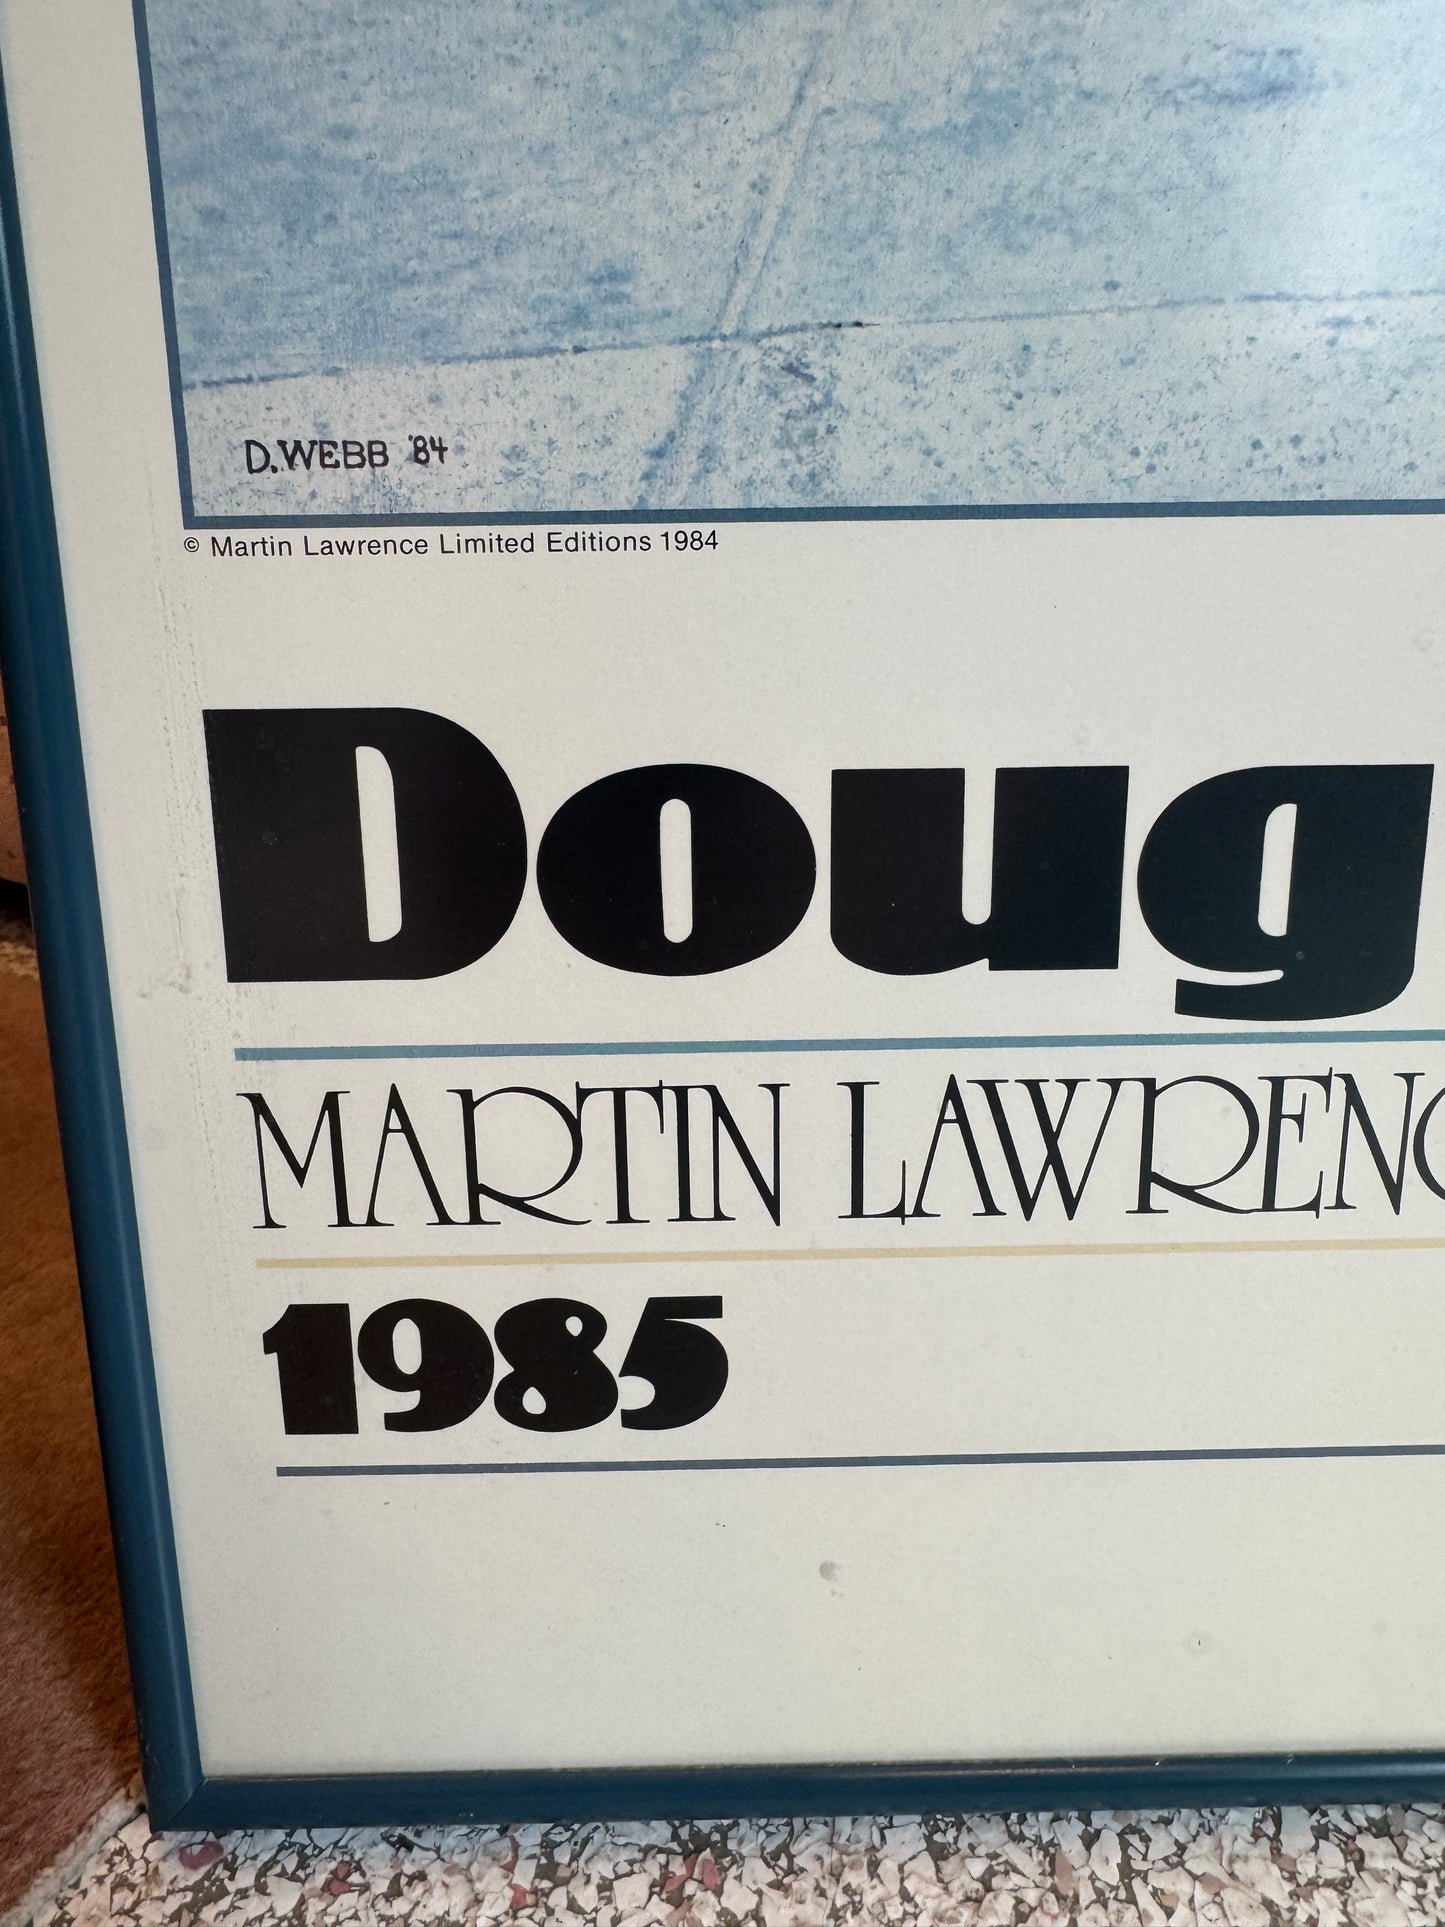 D.WEBB '84
© Martin Lawrence Limited Editions 1984
Doug
MARTIN LAWRENC
1985